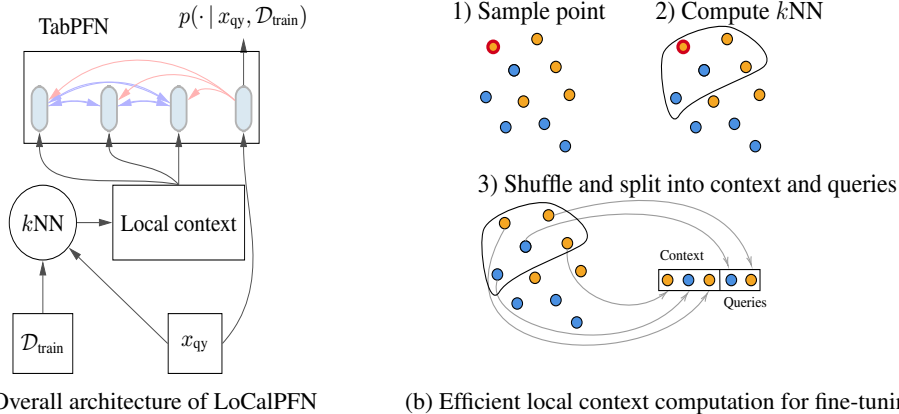 TabPFN
p(· | x_qy, 𝒟_train)
kNN
Local context
𝒟_train
x_qy
Overall architecture of LoCalPFN
1) Sample point
2) Compute kNN
3) Shuffle and split into context and queries
Context
Queries
(b) Efficient local context computation for fine-tuni